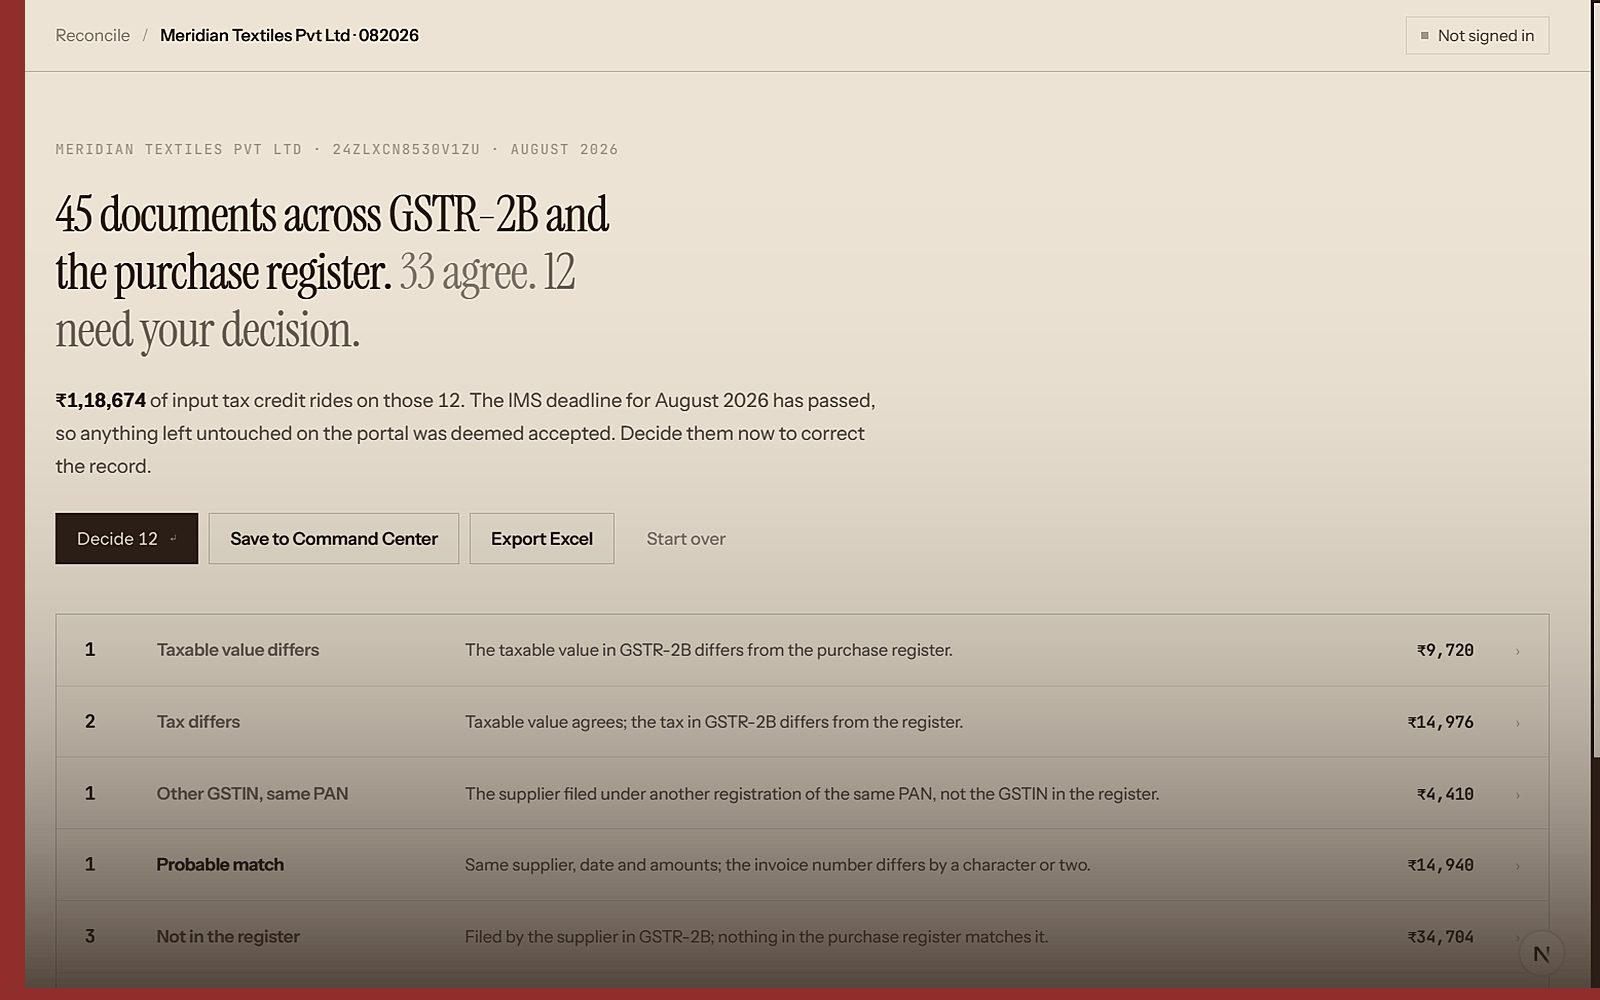 Reconcile / Meridian Textiles Pvt Ltd · 082026
Not signed in
MERIDIAN TEXTILES PVT LTD · 24ZLXCN8530V1ZU · AUGUST 2026
45 documents across GSTR-2B and
the purchase register. 33 agree. 12
need your decision.
₹1,18,674 of input tax credit rides on those 12. The IMS deadline for August 2026 has passed,
so anything left untouched on the portal was deemed accepted. Decide them now to correct
the record.
Decide 12 ↵ Save to Command Center Export Excel Start over
1 Taxable value differs The taxable value in GSTR-2B differs from the purchase register. ₹9,720 ›
2 Tax differs Taxable value agrees; the tax in GSTR-2B differs from the register. ₹14,976 ›
1 Other GSTIN, same PAN The supplier filed under another registration of the same PAN, not the GSTIN in the register. ₹4,410 ›
1 Probable match Same supplier, date and amounts; the invoice number differs by a character or two. ₹14,940 ›
3 Not in the register Filed by the supplier in GSTR-2B; nothing in the purchase register matches it. ₹34,704 ›
N